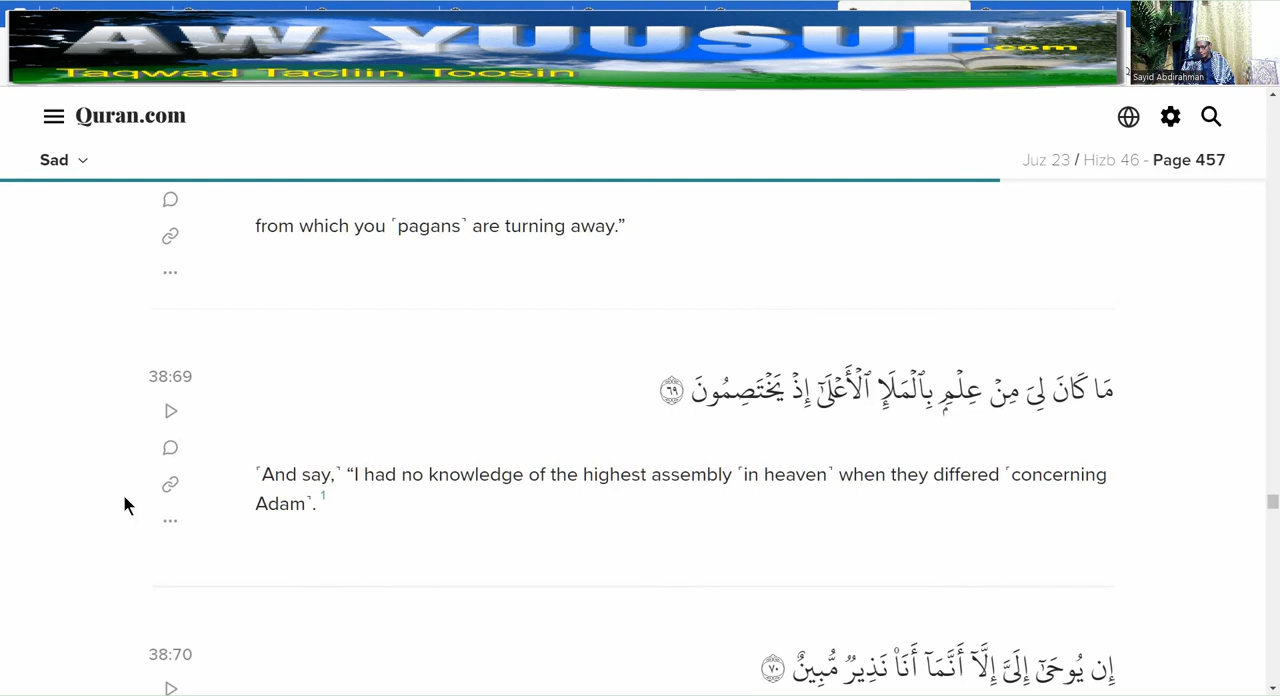 AW YUUSUF.com
Taqwad Tacliin Toosin
Sayid Abdirahman
Quran.com
Sad
Juz 23 / Hizb 46 - Page 457
from which you ˹pagans˺ are turning away.”
38:69
مَا كَانَ لِىَ مِنْ عِلْمٍۭ بِٱلْمَلَإِ ٱلْأَعْلَىٰٓ إِذْ يَخْتَصِمُونَ ٦٩
˹And say,˺ “I had no knowledge of the highest assembly ˹in heaven˺ when they differed ˹concerning
Adam˺. 1
38:70
إِن يُوحَىٰٓ إِلَىَّ إِلَّآ أَنَّمَآ أَنَا۠ نَذِيرٌ مُّبِينٌ ٧٠